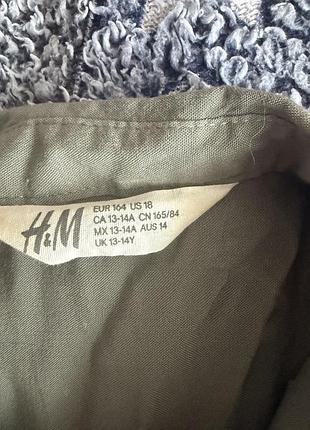 H&M
EUR 164 US 18
CA 13-14A CN 165/84
MX 13-14A AUS 14
UK 13-14Y